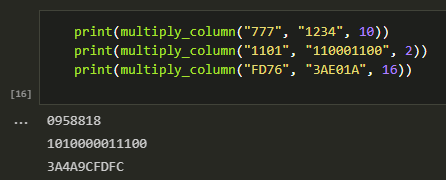 print(multiply_column("777", "1234", 10))
print(multiply_column("1101", "110001100", 2))
print(multiply_column("FD76", "3AE01A", 16))
[16]
... 0958818
1010000011100
3A4A9CFDFC